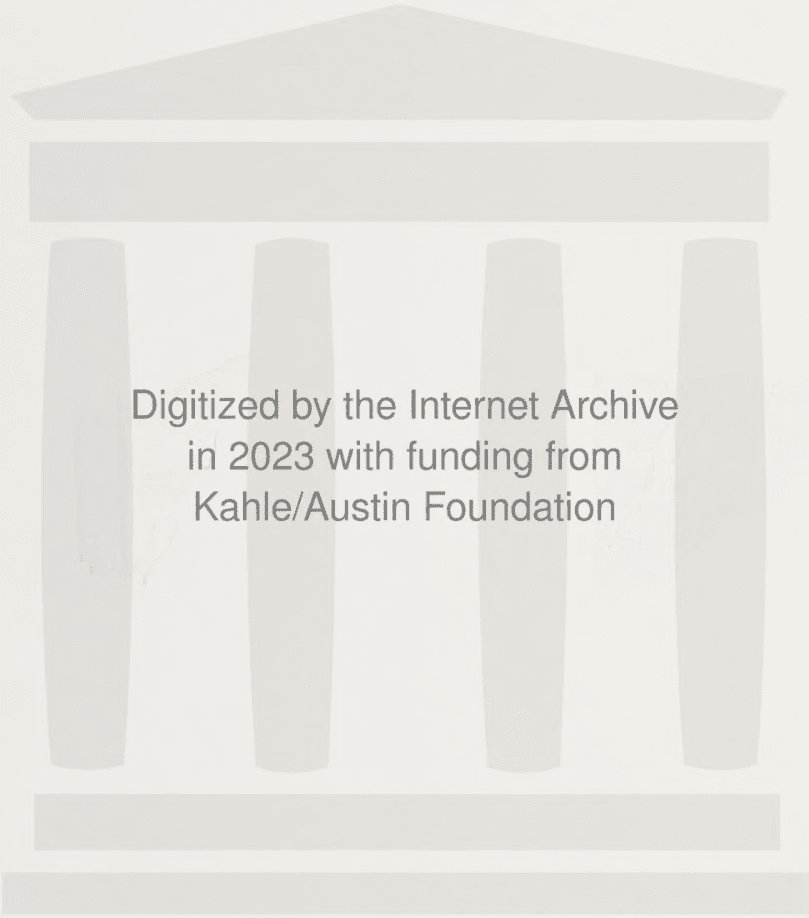 Digitized by the Internet Archive
in 2023 with funding from
Kahle/Austin Foundation